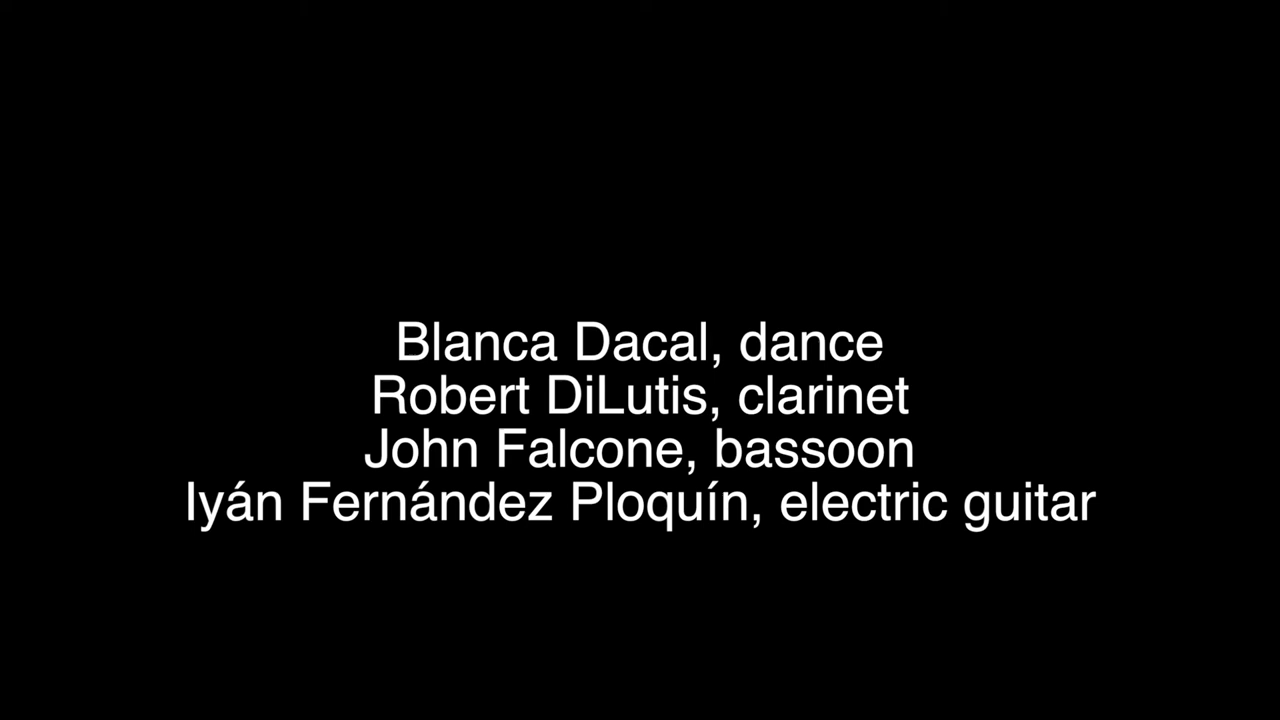 Blanca Dacal, dance
Robert DiLutis, clarinet
John Falcone, bassoon
Iyán Fernández Ploquín, electric guitar